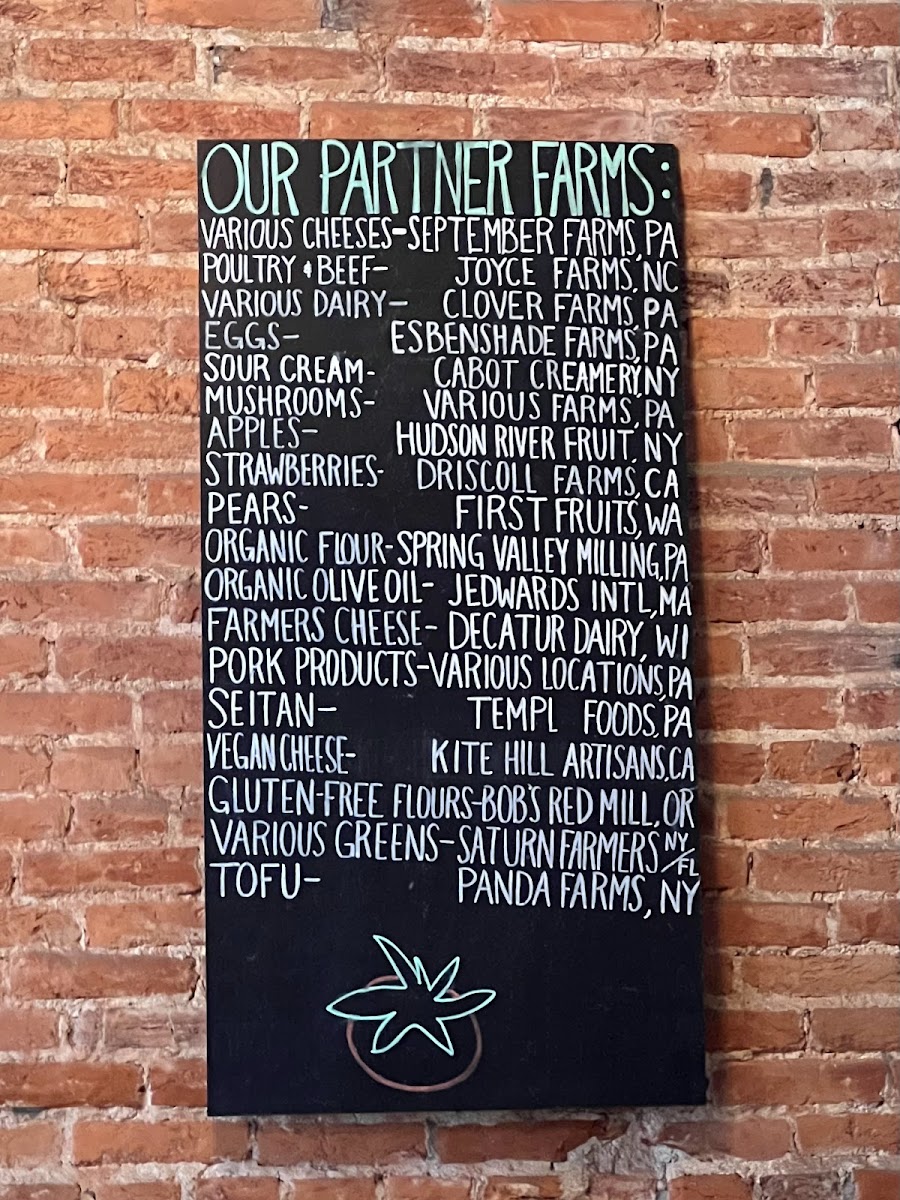 OUR PARTNER FARMS:
VARIOUS CHEESES-SEPTEMBER FARMS, PA
POULTRY & BEEF- JOYCE FARMS, NC
VARIOUS DAIRY- CLOVER FARMS, PA
EGGS- ESBENSHADE FARMS, PA
SOUR CREAM- CABOT CREAMERY, NY
MUSHROOMS- VARIOUS FARMS, PA
APPLES- HUDSON RIVER FRUIT, NY
STRAWBERRIES- DRISCOLL FARMS, CA
PEARS- FIRST FRUITS, WA
ORGANIC FLOUR-SPRING VALLEY MILLING, PA
ORGANIC OLIVE OIL- JEDWARDS INTL, MA
FARMERS CHEESE- DECATUR DAIRY, WI
PORK PRODUCTS-VARIOUS LOCATIONS, PA
SEITAN- TEMPL FOODS, PA
VEGAN CHEESE- KITE HILL ARTISANS, CA
GLUTEN-FREE FLOURS-BOB'S RED MILL, OR
VARIOUS GREENS-SATURN FARMERS NY/FL
TOFU- PANDA FARMS, NY